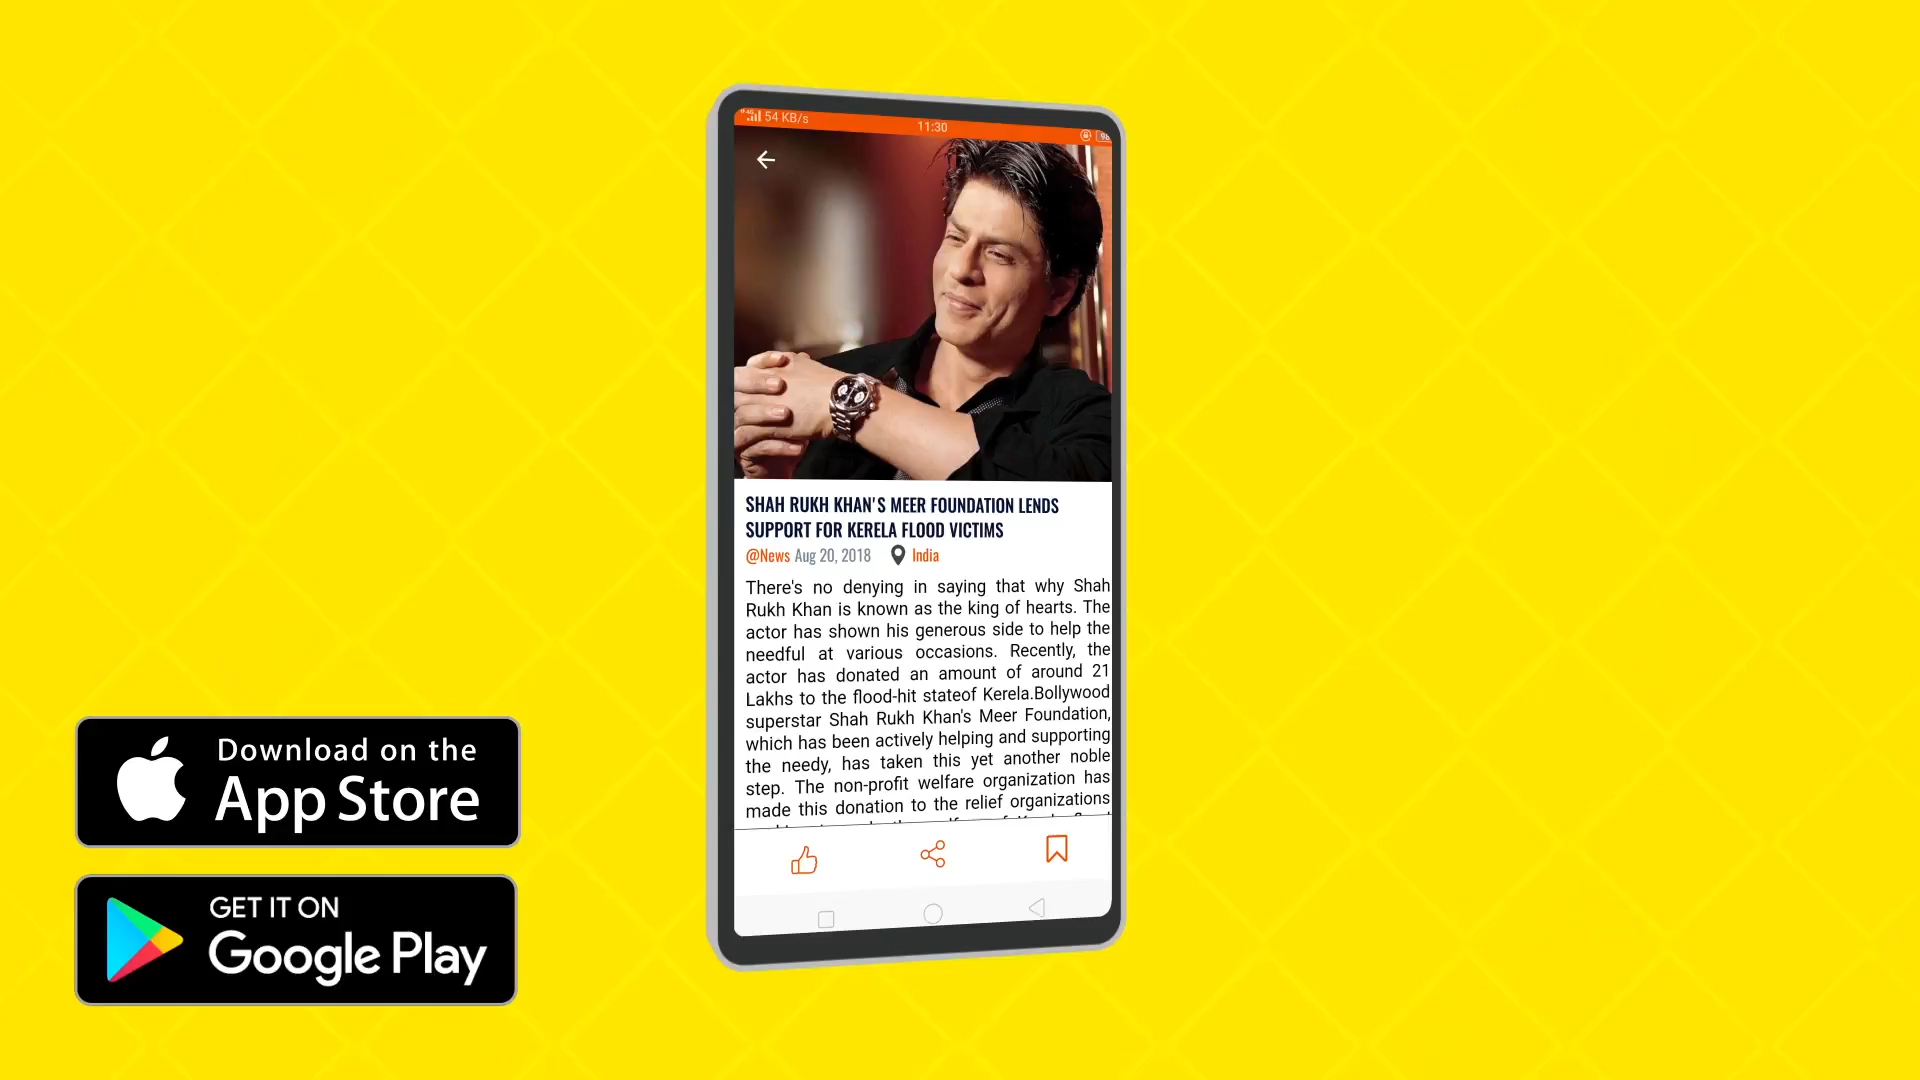 54 KB/s
11:30
SHAH RUKH KHAN'S MEER FOUNDATION LENDS
SUPPORT FOR KERELA FLOOD VICTIMS
@News Aug 20, 2018 India
There's no denying in saying that why Shah
Rukh Khan is known as the king of hearts. The
actor has shown his generous side to help the
needful at various occasions. Recently, the
actor has donated an amount of around 21
Lakhs to the flood-hit stateof Kerela.Bollywood
superstar Shah Rukh Khan's Meer Foundation,
which has been actively helping and supporting
the needy, has taken this yet another noble
step. The non-profit welfare organization has
made this donation to the relief organizations
Download on the
App Store
GET IT ON
Google Play